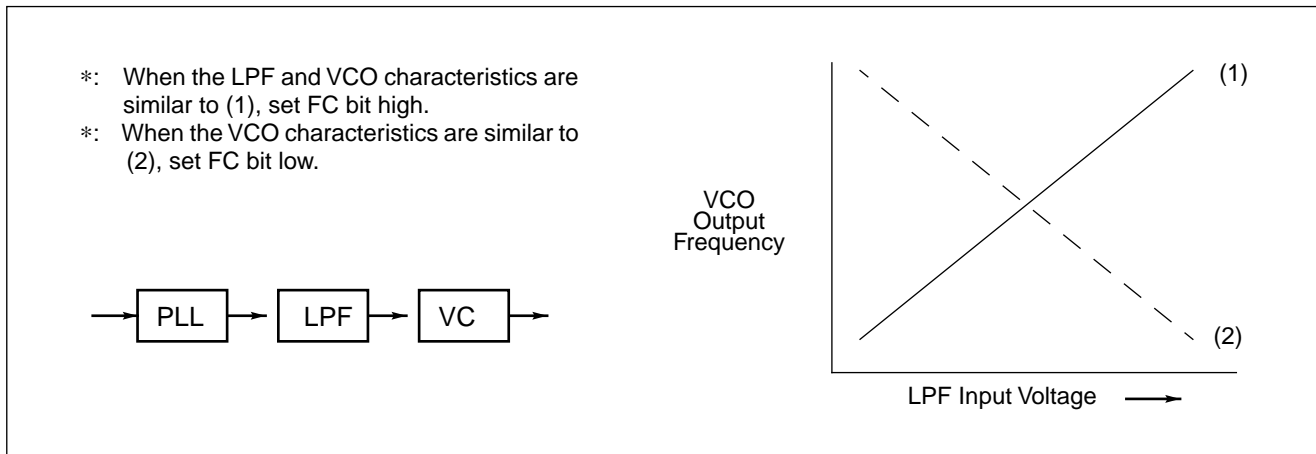 *: When the LPF and VCO characteristics are
similar to (1), set FC bit high.
*: When the VCO characteristics are similar to
(2), set FC bit low.
PLL
LPF
VC
VCO
Output
Frequency
(1)
(2)
LPF Input Voltage